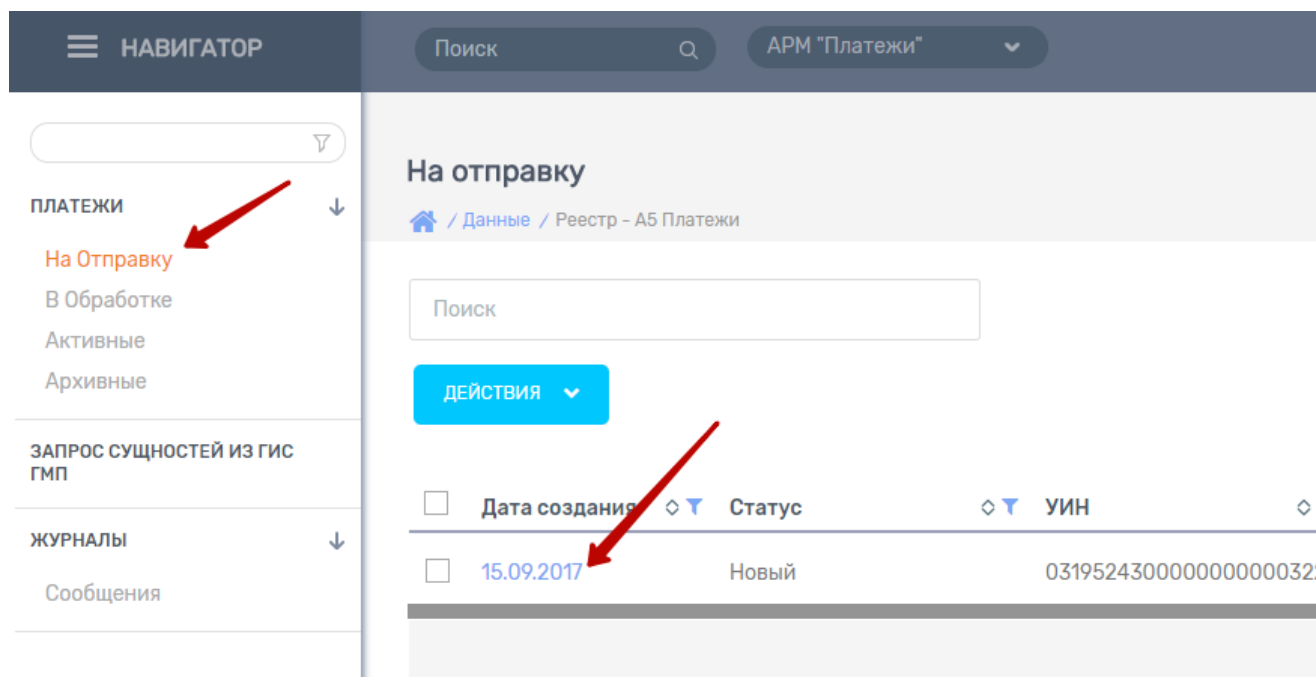 НАВИГАТОР
Поиск
АРМ "Платежи"
ПЛАТЕЖИ
На Отправку
В Обработке
Активные
Архивные
ЗАПРОС СУЩНОСТЕЙ ИЗ ГИС
ГМП
ЖУРНАЛЫ
Сообщения
На отправку
/ Данные / Реестр - А5 Платежи
Поиск
ДЕЙСТВИЯ
Дата создания Статус УИН
15.09.2017 Новый